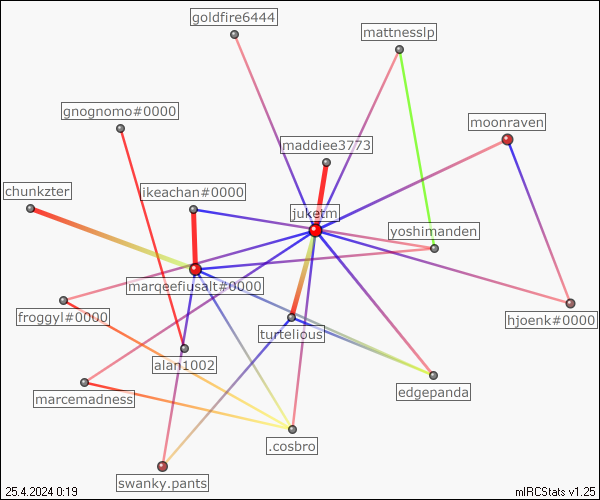 goldfire6444
mattnesslp
gnognomo#0000
moonraven
maddiee3773
chunkzter
ikeachan#0000
juketm
yoshimanden
marqeefiusalt#0000
froggyl#0000
turtelious
hjoenk#0000
alan1002
marcemadness
edgepanda
.cosbro
swanky.pants
25.4.2024 0:19
mIRCStats v1.25